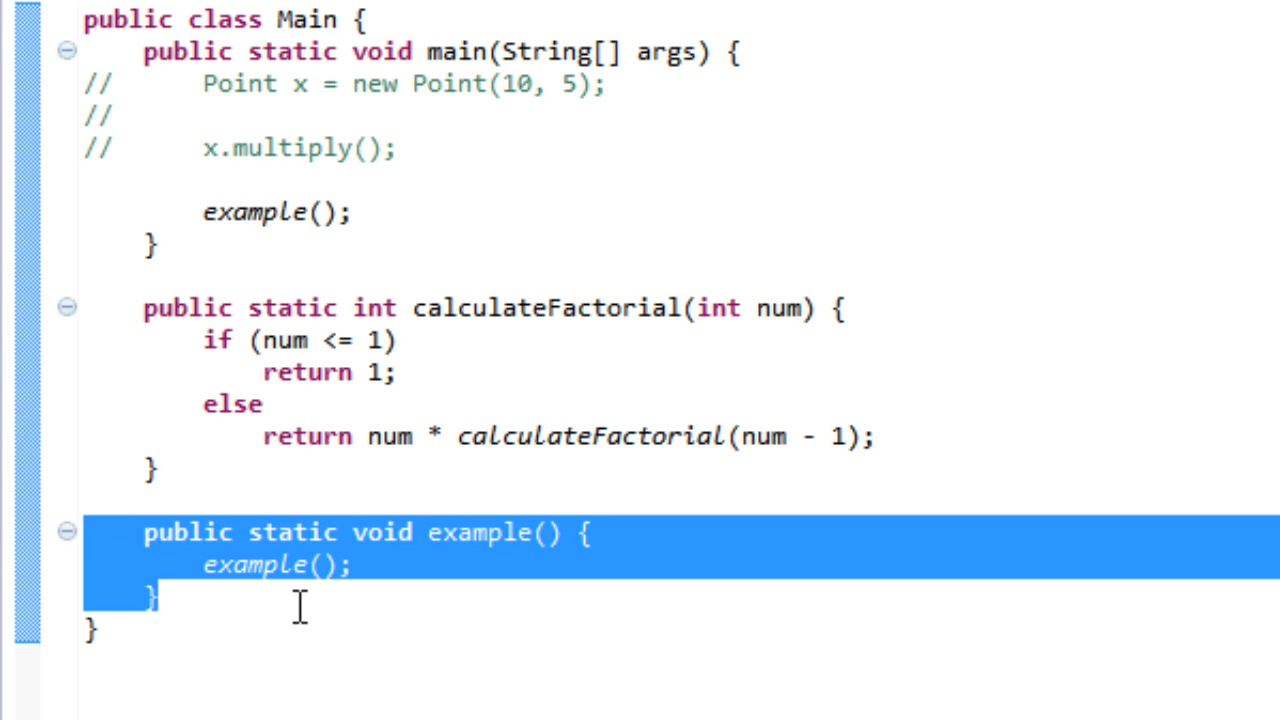 public class Main {
    public static void main(String[] args) {
//      Point x = new Point(10, 5);
//
//      x.multiply();
        example();
    }
    public static int calculateFactorial(int num) {
        if (num <= 1)
            return 1;
        else
            return num * calculateFactorial(num - 1);
    }
    public static void example() {
        example();
    }
}